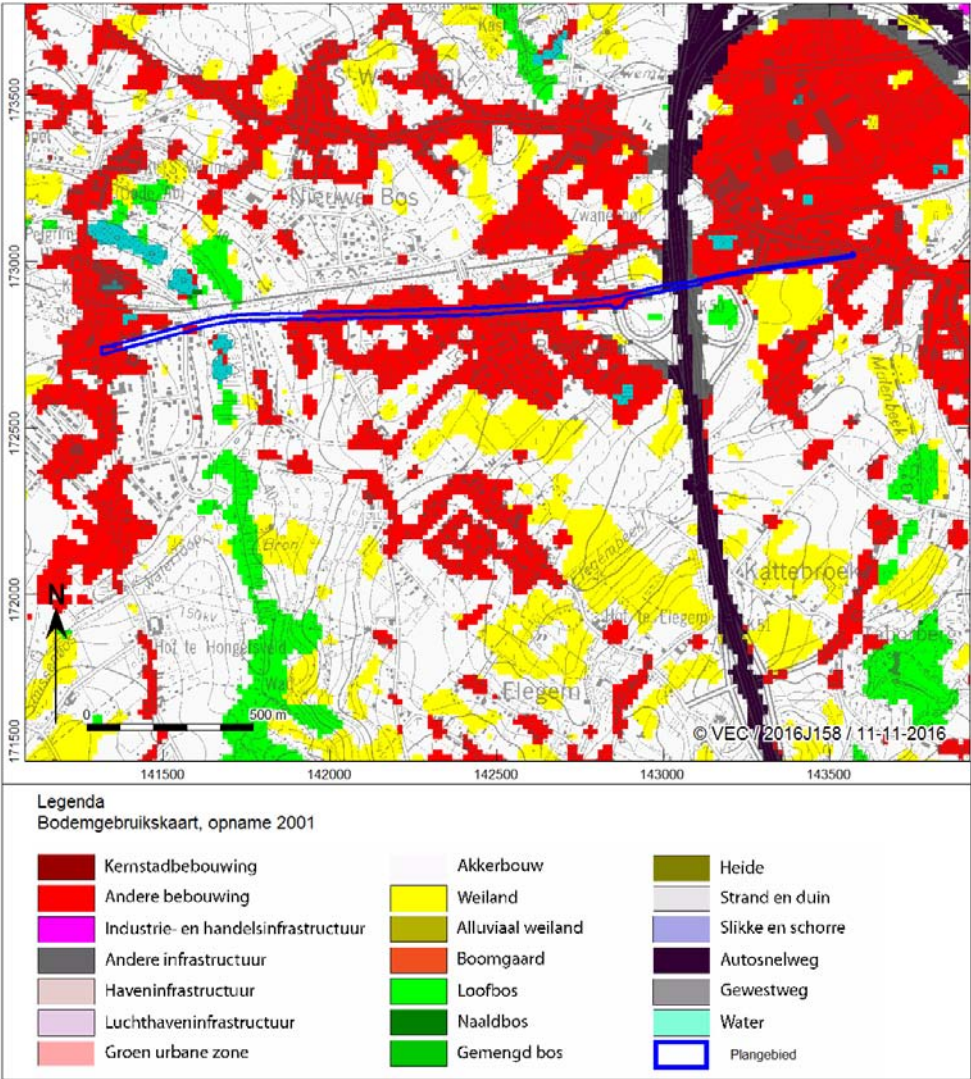 Nieuwe Bos
Bron
Kattebroek
Hof te Elegem
Hof te Hongersveld
Elegem
Molenbeek
173500
173000
172500
172000
171500
N
0
500 m
© VEC / 2016J158 / 11-11-2016
141500
142000
142500
143000
143500
Legenda
Bodemgebruikskaart, opname 2001
Kernstadbebouwing
Andere bebouwing
Industrie- en handelsinfrastructuur
Andere infrastructuur
Haveninfrastructuur
Luchthaveninfrastructuur
Groen urbane zone
Akkerbouw
Weiland
Alluviaal weiland
Boomgaard
Loofbos
Naaldbos
Gemengd bos
Heide
Strand en duin
Slikke en schorre
Autosnelweg
Gewestweg
Water
Plangebied